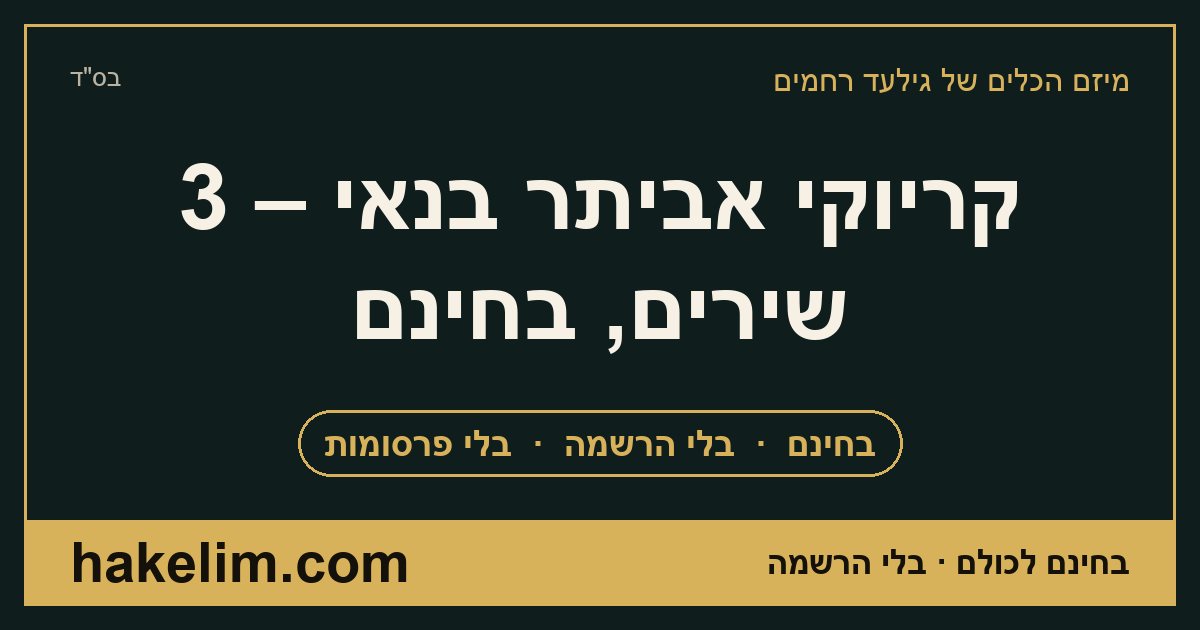 בס"ד
מיזם הכלים של גילעד רחמים
קריוקי אביתר בנאי – 3
שירים, בחינם
בחינם · בלי הרשמה · בלי פרסומות
בחינם לכולם · בלי הרשמה
hakelim.com